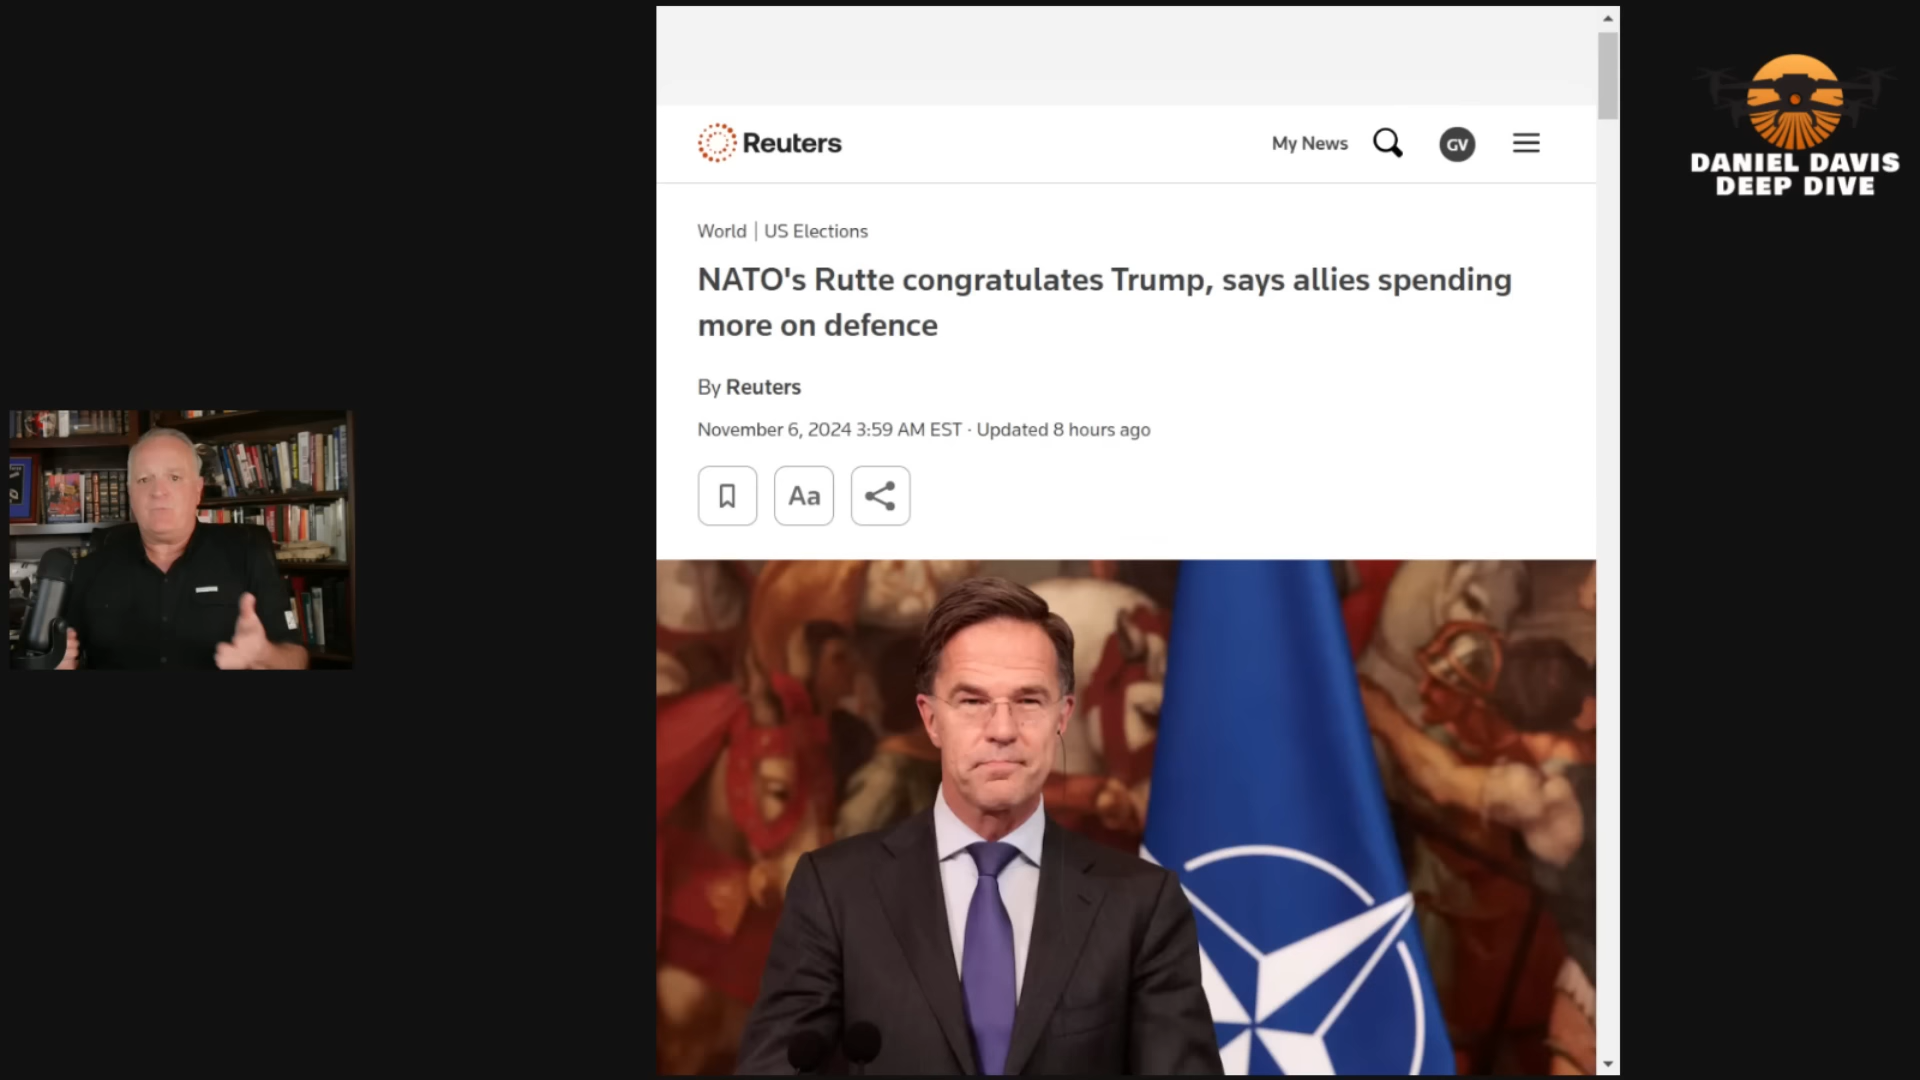 Reuters
My News
GV
World | US Elections
NATO's Rutte congratulates Trump, says allies spending
more on defence
By Reuters
November 6, 2024 3:59 AM EST · Updated 8 hours ago
Aa
DANIEL DAVIS
DEEP DIVE